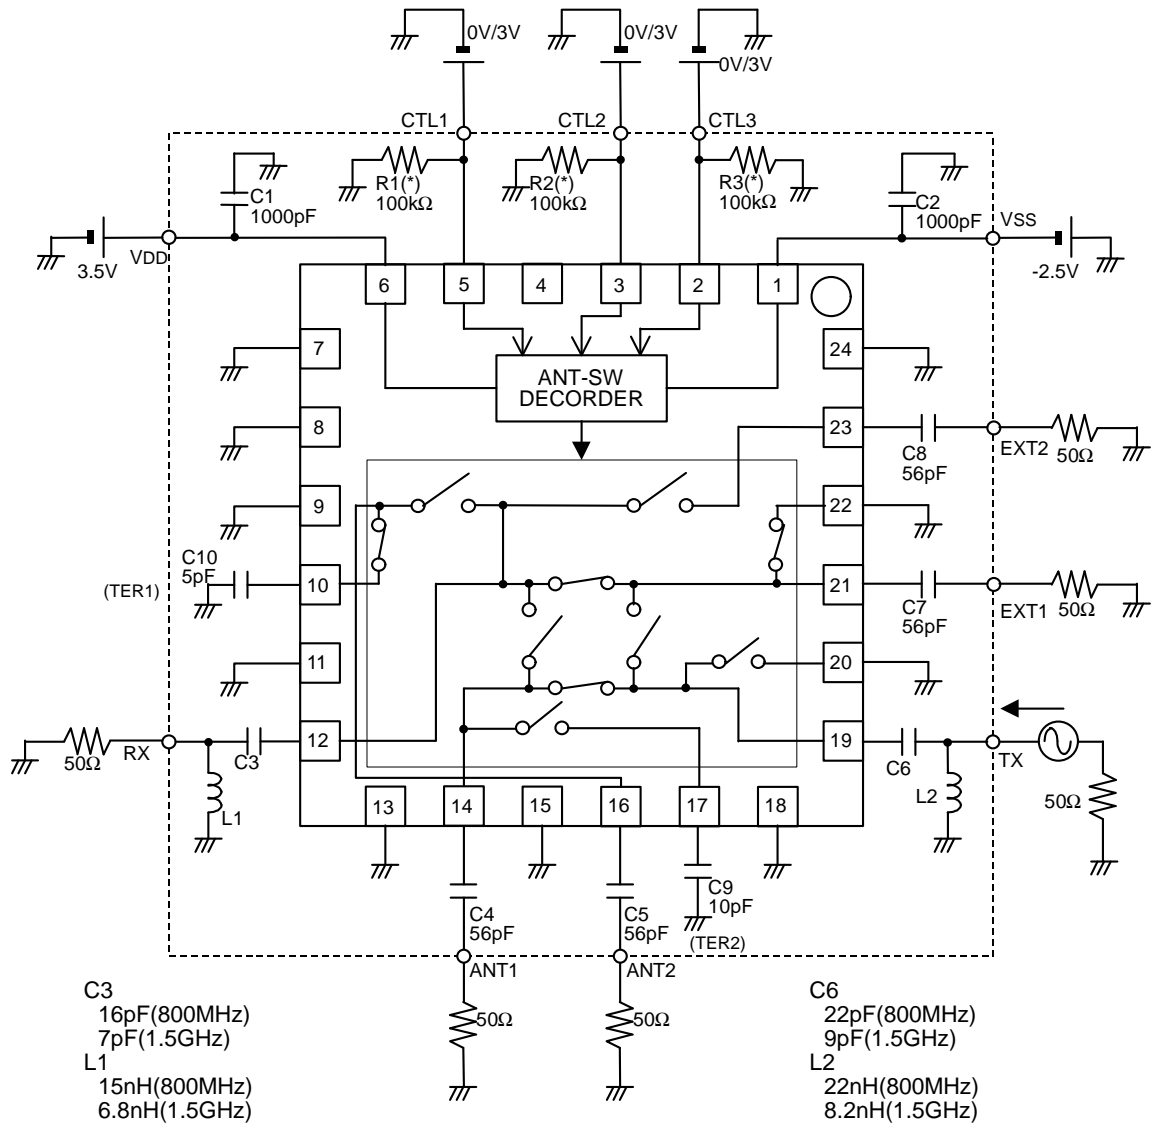 0V/3V
0V/3V
0V/3V
CTL1
CTL2
CTL3
R1(*)
100kΩ
R2(*)
100kΩ
R3(*)
100kΩ
C1
1000pF
C2
1000pF
VDD
3.5V
VSS
-2.5V
6
5
4
3
2
1
7
24
ANT-SW
DECORDER
8
23
C8
56pF
EXT2
50Ω
9
22
C10
5pF
(TER1)
10
21
C7
56pF
EXT1
50Ω
11
20
RX
50Ω
C3
L1
12
19
C6
L2
TX
50Ω
13
14
15
16
17
18
C4
56pF
C5
56pF
C9
10pF
(TER2)
ANT1
ANT2
50Ω
50Ω
C3
16pF(800MHz)
7pF(1.5GHz)
L1
15nH(800MHz)
6.8nH(1.5GHz)
C6
22pF(800MHz)
9pF(1.5GHz)
L2
22nH(800MHz)
8.2nH(1.5GHz)